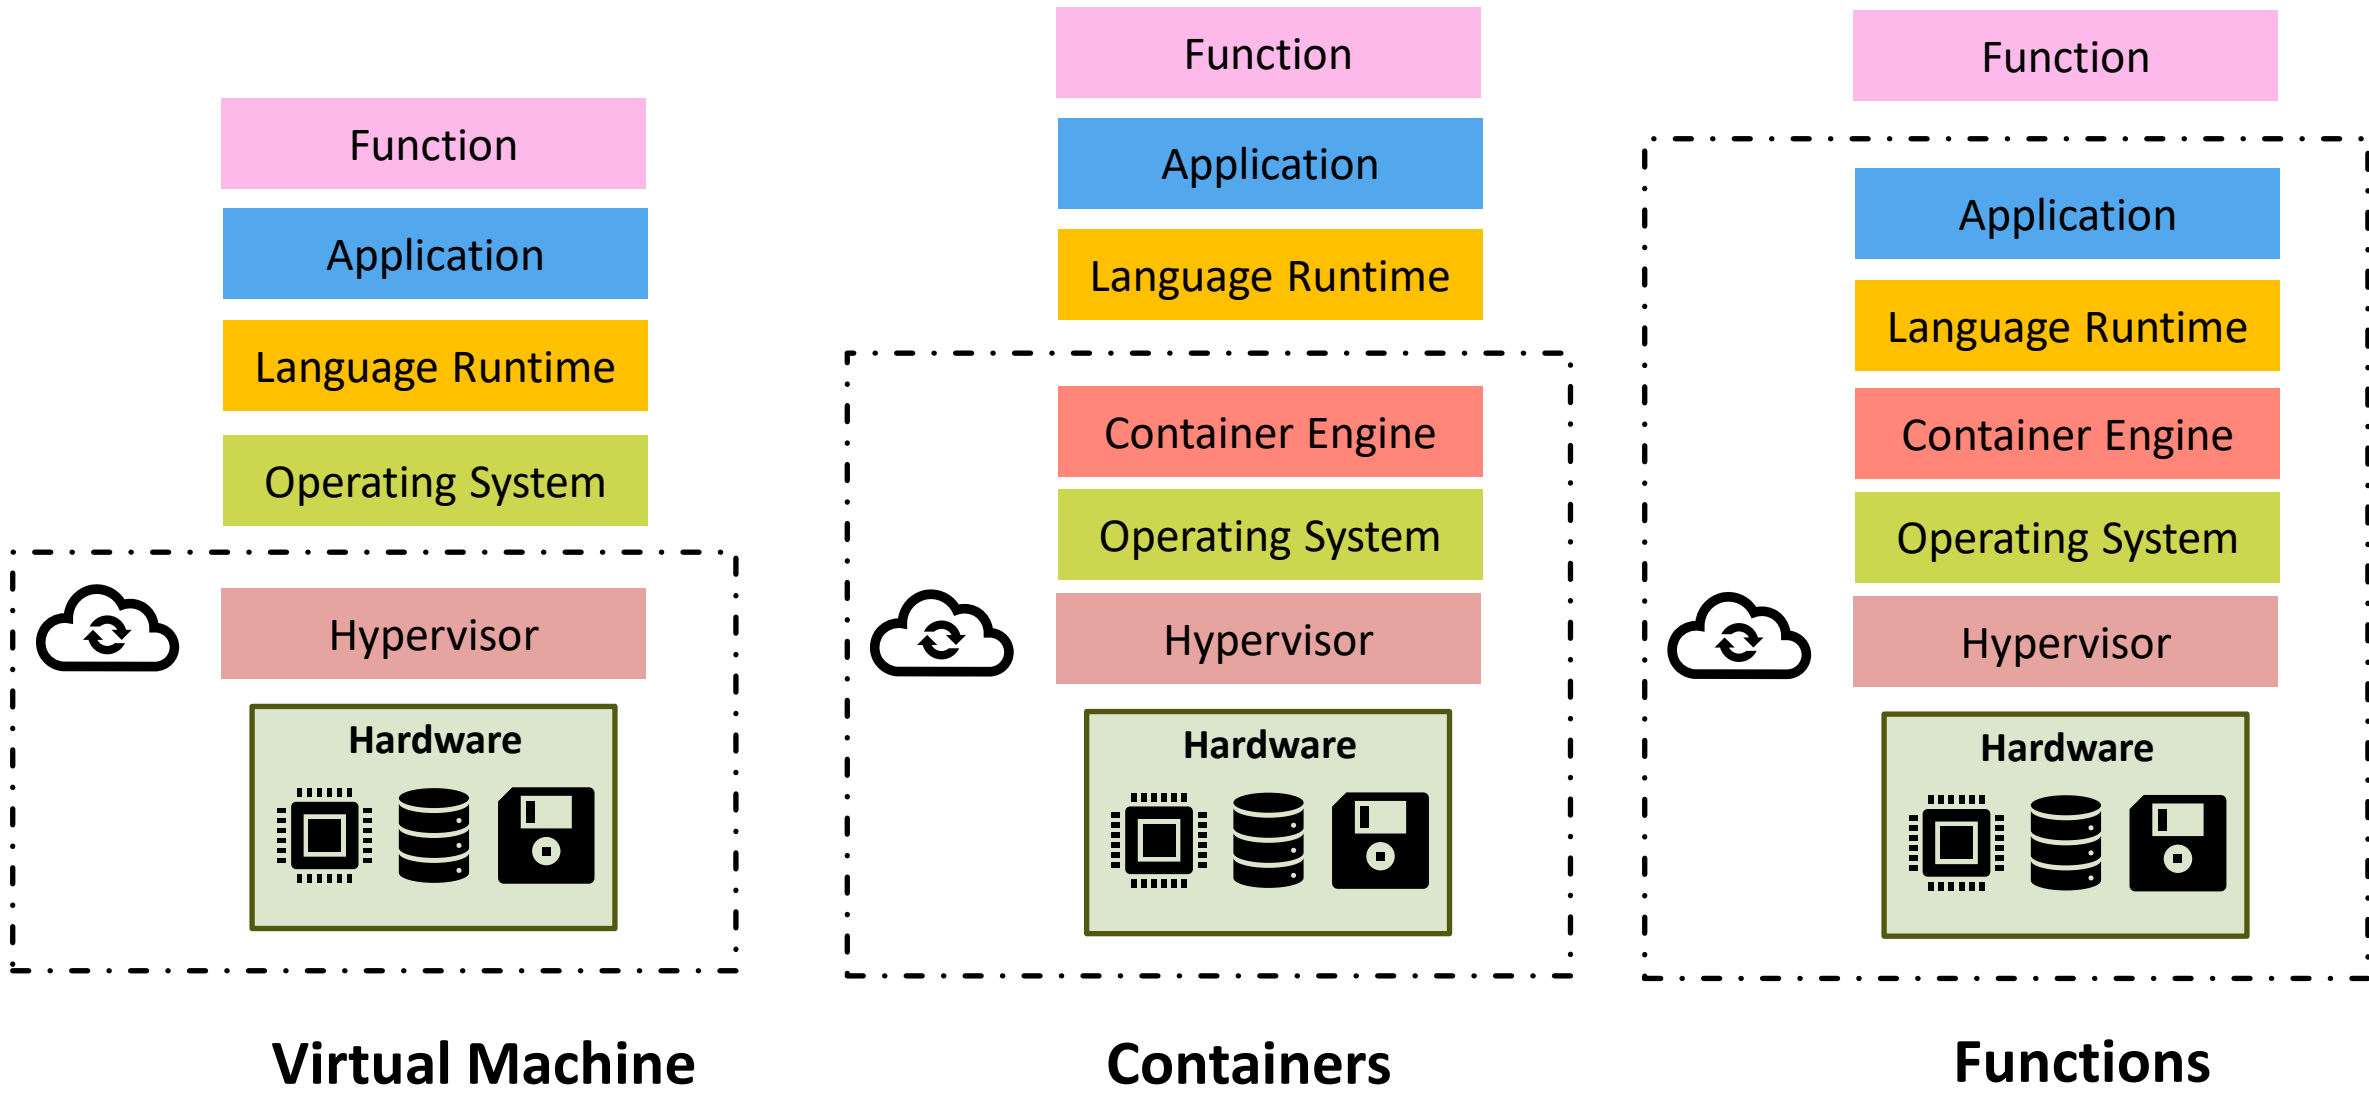 Function
Application
Language Runtime
Operating System
Hypervisor
Hardware
Virtual Machine
Function
Application
Language Runtime
Container Engine
Operating System
Hypervisor
Hardware
Containers
Function
Application
Language Runtime
Container Engine
Operating System
Hypervisor
Hardware
Functions